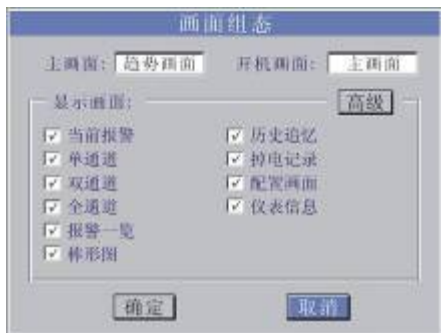 画面组态
主画面: 趋势画面 开机画面: 主画面
显示画面: 高级
当前报警 历史追忆
单通道 掉电记录
双通道 配置画面
全通道 仪表信息
报警一览
棒形图
确定 取消